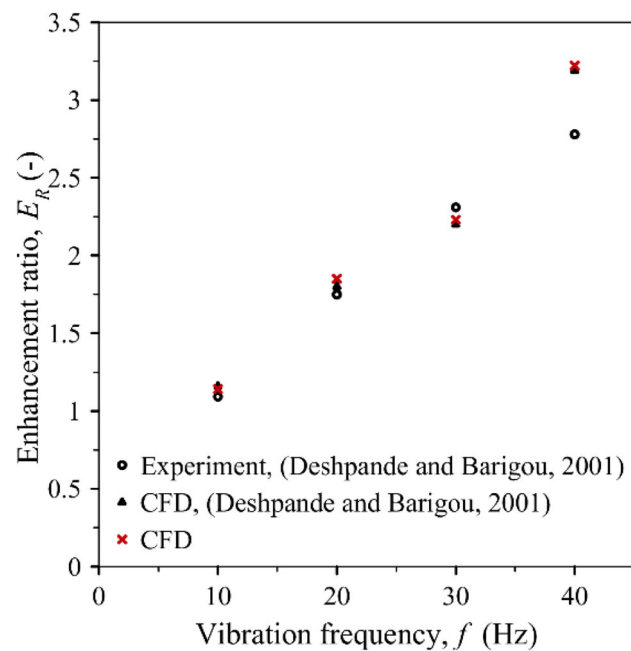 3.5
3
2.5
2
1.5
1
0.5
0
Enhancement ratio, E_R (-)
Experiment, (Deshpande and Barigou, 2001)
CFD, (Deshpande and Barigou, 2001)
CFD
0 10 20 30 40
Vibration frequency, f (Hz)